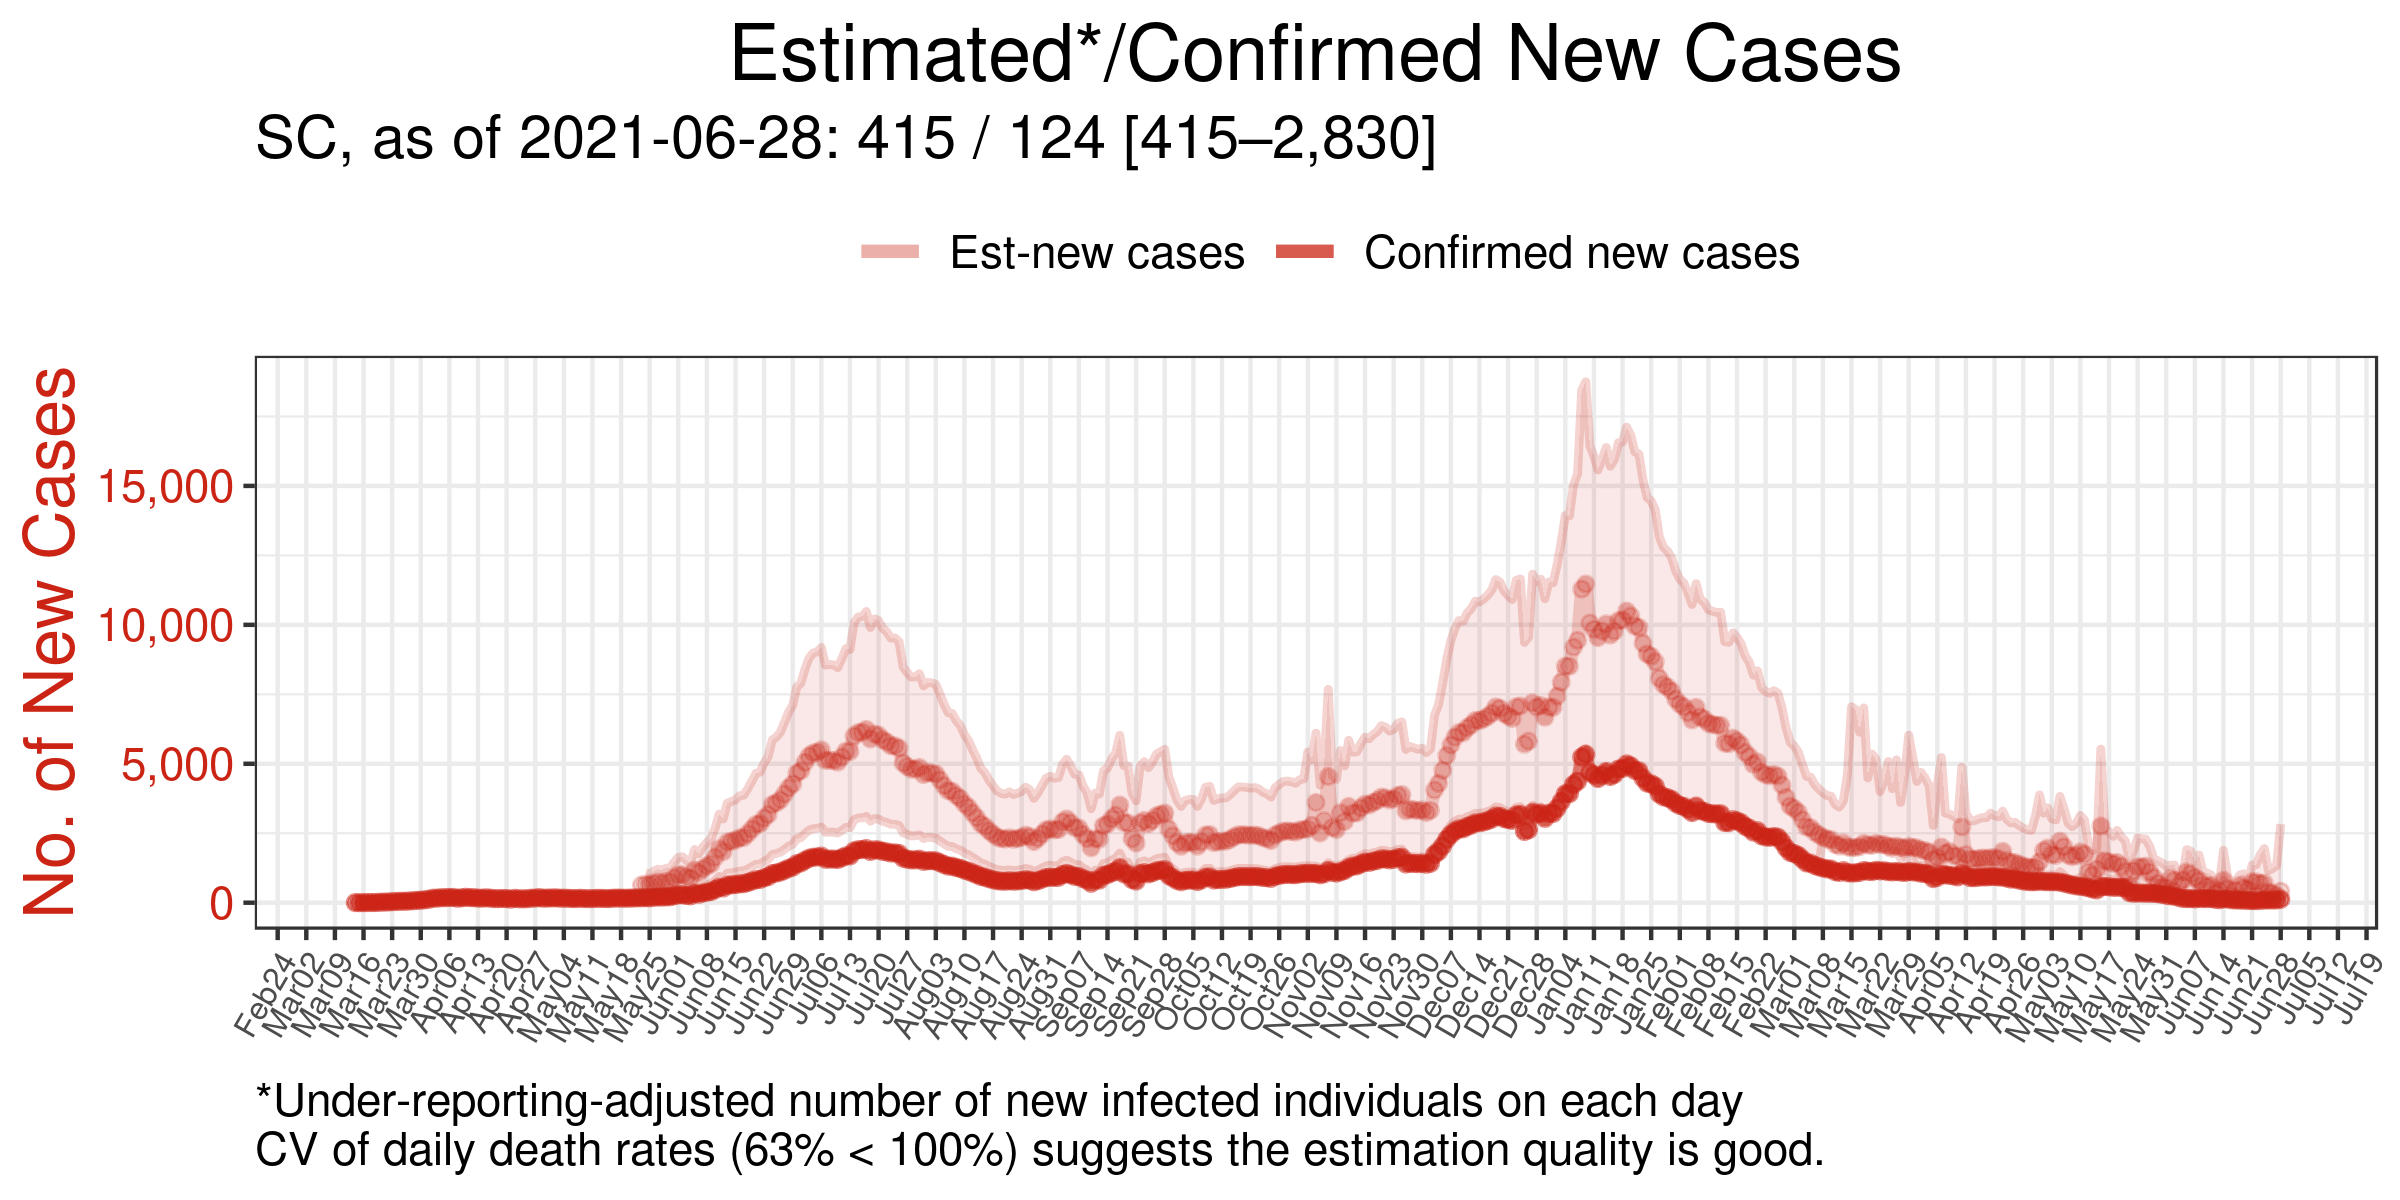 Estimated*/Confirmed New Cases
SC, as of 2021-06-28: 415 / 124 [415–2,830]
Est-new cases
Confirmed new cases
No. of New Cases
15,000
10,000
5,000
0
Feb24
Mar02
Mar09
Mar16
Mar23
Mar30
Apr06
Apr13
Apr20
Apr27
May04
May11
May18
May25
Jun01
Jun08
Jun15
Jun22
Jun29
Jul06
Jul13
Jul20
Jul27
Aug03
Aug10
Aug17
Aug24
Aug31
Sep07
Sep14
Sep21
Sep28
Oct05
Oct12
Oct19
Oct26
Nov02
Nov09
Nov16
Nov23
Nov30
Dec07
Dec14
Dec21
Dec28
Jan04
Jan11
Jan18
Jan25
Feb01
Feb08
Feb15
Feb22
Mar01
Mar08
Mar15
Mar22
Mar29
Apr05
Apr12
Apr19
Apr26
May03
May10
May17
May24
May31
Jun07
Jun14
Jun21
Jun28
Jul05
Jul12
Jul19
*Under-reporting-adjusted number of new infected individuals on each day
CV of daily death rates (63% < 100%) suggests the estimation quality is good.